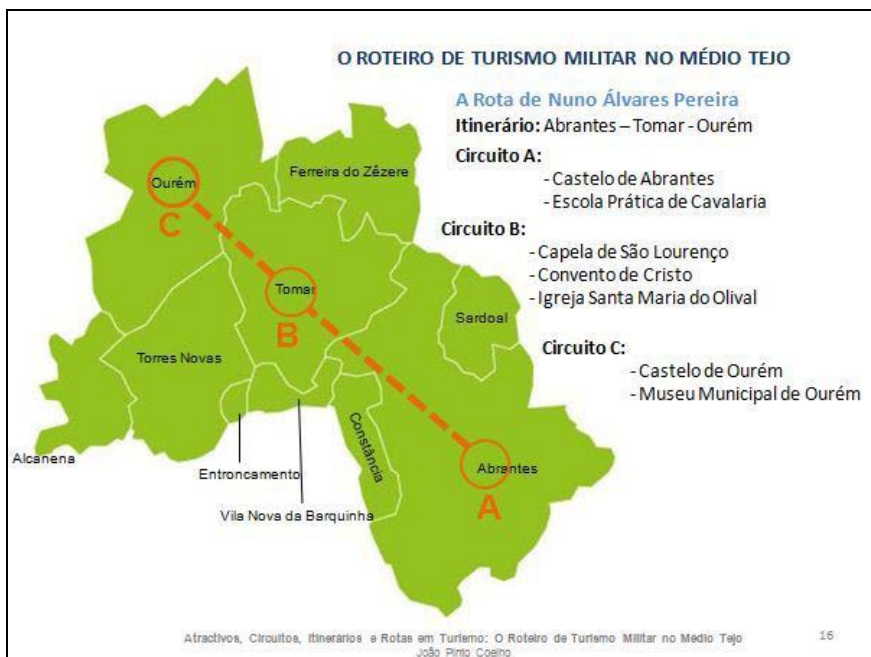 O ROTEIRO DE TURISMO MILITAR NO MÉDIO TEJO
A Rota de Nuno Álvares Pereira
Itinerário: Abrantes – Tomar - Ourém
Circuito A:
- Castelo de Abrantes
- Escola Prática de Cavalaria
Circuito B:
- Capela de São Lourenço
- Convento de Cristo
- Igreja Santa Maria do Olival
Circuito C:
- Castelo de Ourém
- Museu Municipal de Ourém
Ourém
C
Ferreira do Zêzere
Tomar
B
Sardoal
Torres Novas
Constância
Alcanena
Entroncamento
Abrantes
A
Vila Nova da Barquinha
Atractivos, Circuitos, Itinerários e Rotas em Turismo: O Roteiro de Turismo Militar no Médio Tejo
João Pinto Coelho
16